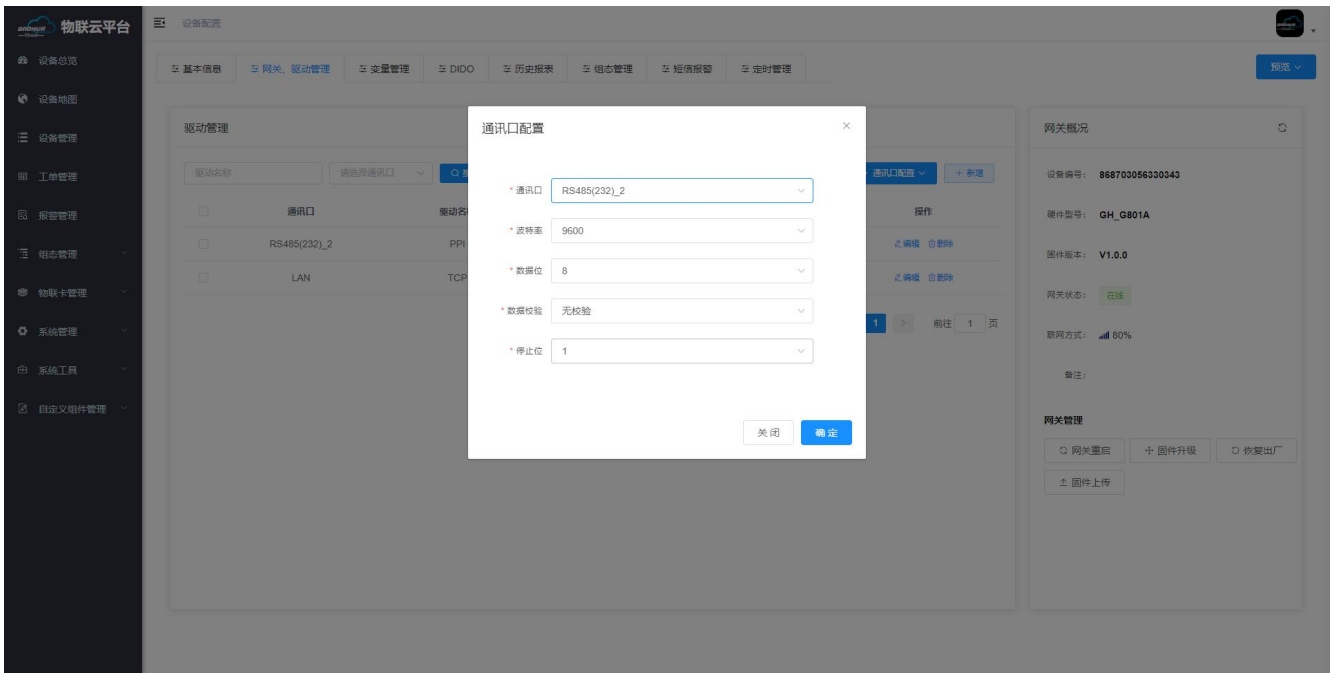 物联云平台
设备配置
设备总览
设备地图
设备管理
工单管理
报警管理
组态管理
物联卡管理
系统管理
系统工具
自定义组件管理
基本信息 网关、驱动管理 变量管理 DIDO 历史报表 组态管理 短信报警 定时管理 预览
驱动管理
驱动名称 请选择通讯口 通讯口配置 + 新增
通讯口 驱动名 操作
RS485(232)_2 PPI 编辑 删除
LAN TCP 编辑 删除
1 > 前往 1 页
通讯口配置 ×
* 通讯口 RS485(232)_2
* 波特率 9600
* 数据位 8
* 数据校验 无校验
* 停止位 1
关闭 确定
网关概况
设备编号: 868703056330343
硬件型号: GH_G801A
固件版本: V1.0.0
网关状态: 在线
联网方式: 80%
备注:
网关管理
网关重启 固件升级 恢复出厂
固件上传